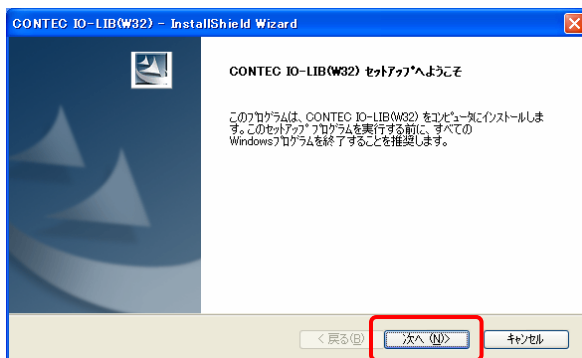 CONTEC IO-LIB(W32) - InstallShield Wizard
CONTEC IO-LIB(W32) ｾｯﾄｱｯﾌﾟへようこそ
このﾌﾟﾛｸﾞﾗﾑは、CONTEC IO-LIB(W32) をｺﾝﾋﾟｭｰﾀにｲﾝｽﾄｰﾙしま
す。このｾｯﾄｱｯﾌﾟ ﾌﾟﾛｸﾞﾗﾑを実行する前に、すべての
Windowsﾌﾟﾛｸﾞﾗﾑを終了することを推奨します。
< 戻る(B)
次へ (N)>
ｷｬﾝｾﾙ